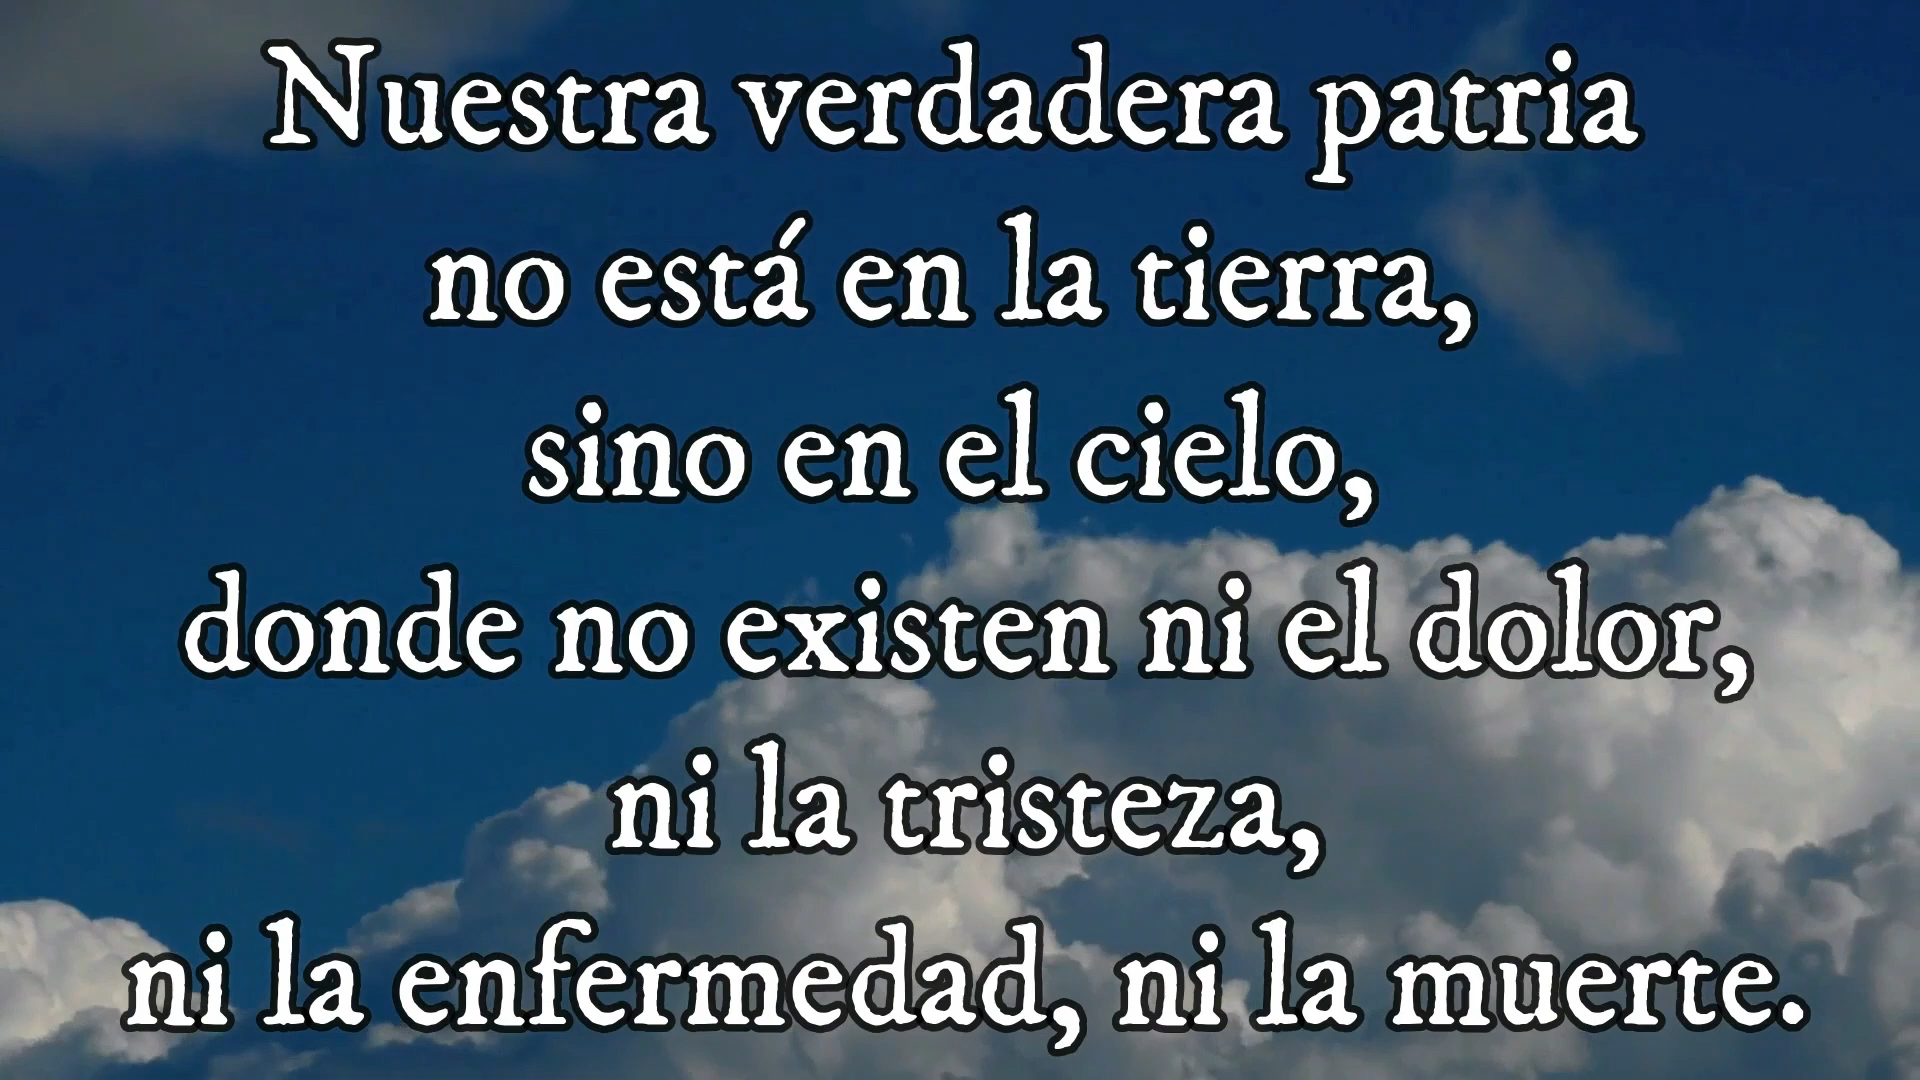 Nuestra verdadera patria
no está en la tierra,
sino en el cielo,
donde no existen ni el dolor,
ni la tristeza,
ni la enfermedad, ni la muerte.